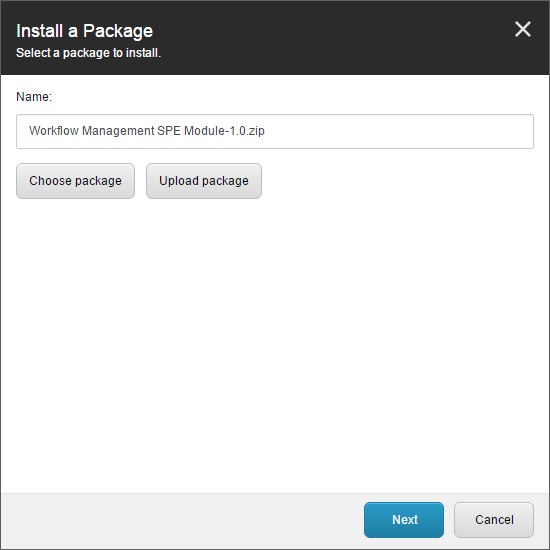 Install a Package
Select a package to install.
Name:
Workflow Management SPE Module-1.0.zip
Choose package Upload package
Next Cancel